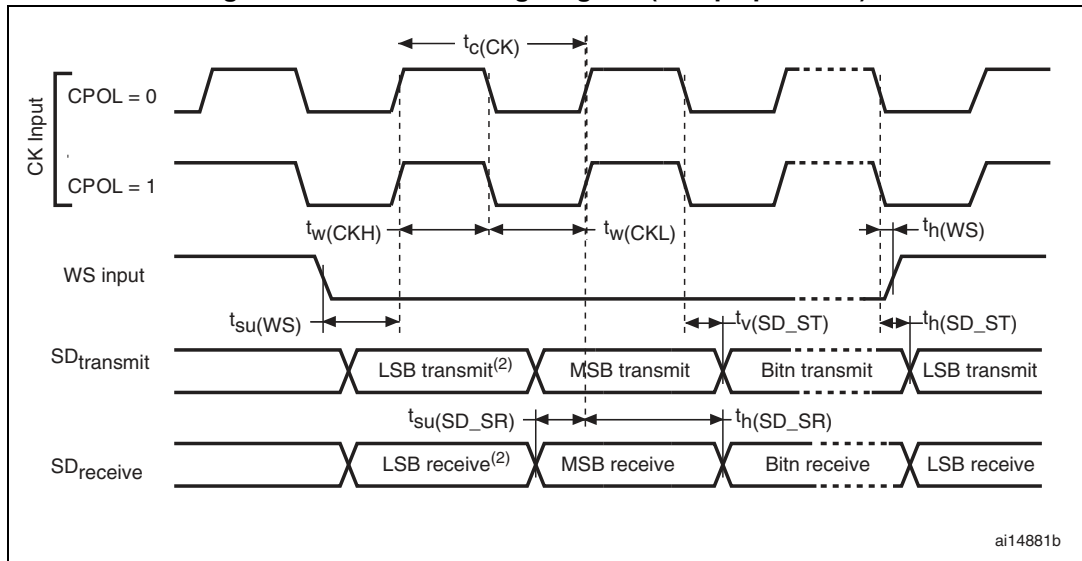 tc(CK)
CK Input
CPOL = 0
CPOL = 1
tw(CKH)
tw(CKL)
th(WS)
WS input
tsu(WS)
tv(SD_ST)
th(SD_ST)
SDtransmit
LSB transmit(2)
MSB transmit
Bitn transmit
LSB transmit
tsu(SD_SR)
th(SD_SR)
SDreceive
LSB receive(2)
MSB receive
Bitn receive
LSB receive
ai14881b